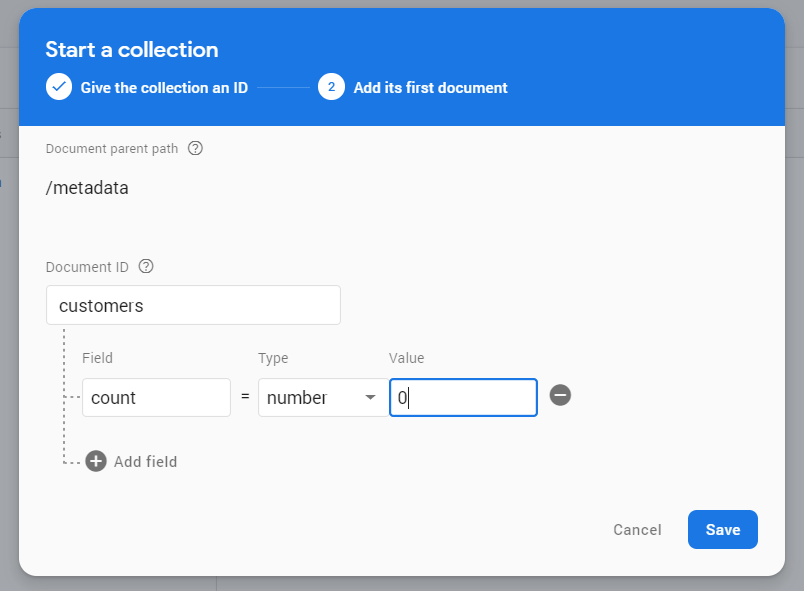 Start a collection
Give the collection an ID
2 Add its first document
Document parent path ?
/metadata
Document ID ?
customers
Field Type Value
count = number 0
Add field
Cancel Save